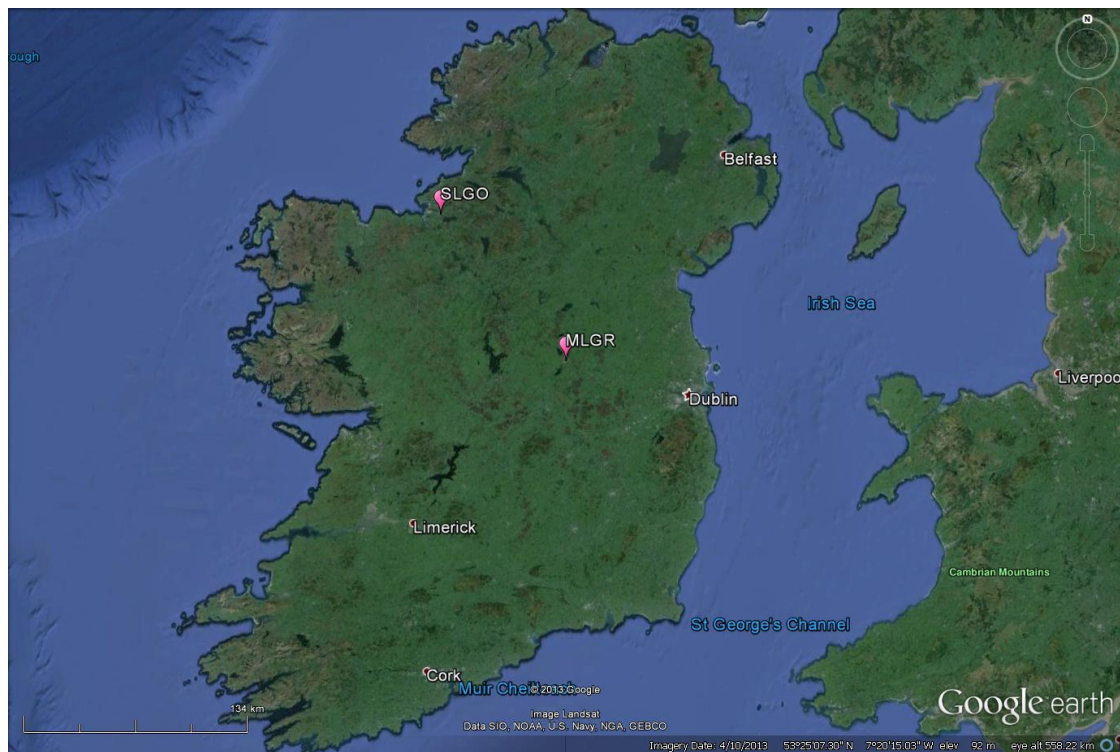 N
ough
Belfast
SLGO
Irish Sea
MLGR
Liverpoo
Dublin
Limerick
Cambrian Mountains
St George's Channel
Cork
Muir Cheilteach
© 2013 Google
134 km
Image Landsat
Data SIO, NOAA, U.S. Navy, NGA, GEBCO
Google earth
Imagery Date: 4/10/2013 53°25'07.30" N 7°20'15.03" W elev 92 m eye alt 558.22 km